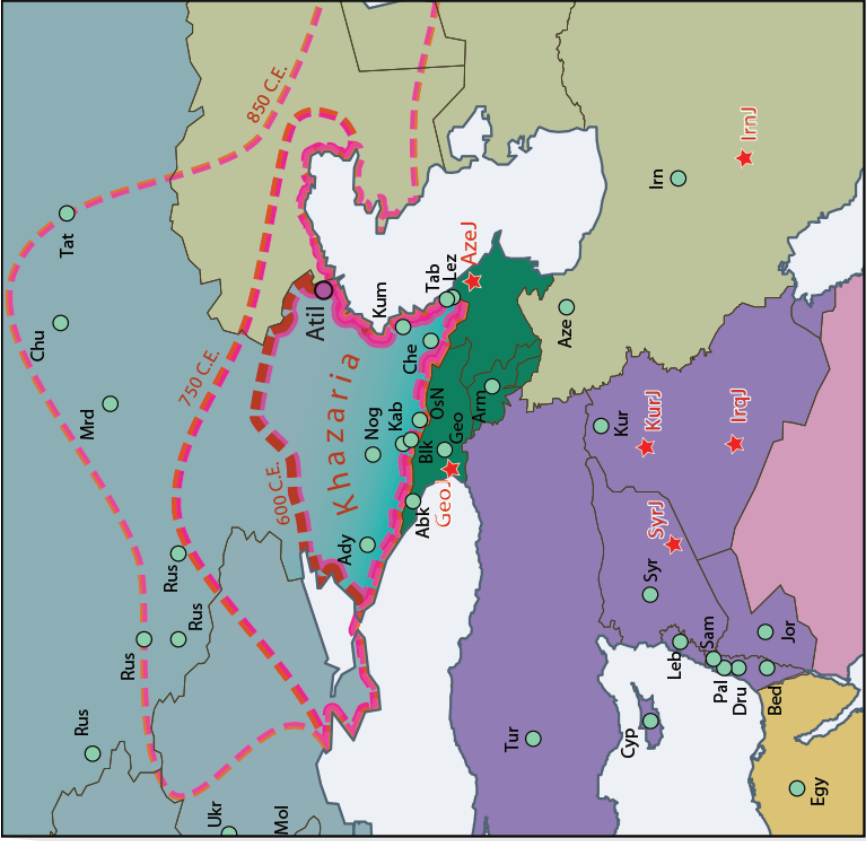 Chu
Tat
Rus
Mrd
Rus
Rus
Rus
750 C.E.
Ukr
850 C.E.
Mol
600 C.E.
Atil
Khazaria
Ady
Nog
Kum
Kab
Che
Abk
Blk
Tab
OsN
GeoJ
Lez
Geo
AzeJ
Arm
Tur
Aze
Kur
Cyp
Syr
KurJ
SyrJ
Irn
Leb
Sam
Pal
Dru
IrqJ
IrnJ
Bed
Jor
Egy